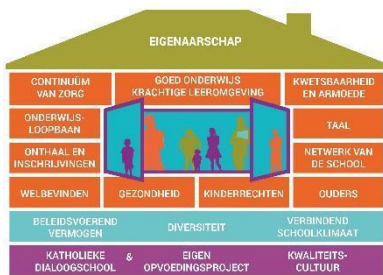 EIGENAARSCHAP
CONTINUÜM
VAN ZORG
GOED ONDERWIJS
KRACHTIGE LEEROMGEVING
KWETSBAARHEID
EN ARMOEDE
ONDERWIJS-
LOOPBAAN
TAAL
ONTHAAL EN
INSCHRIJVINGEN
NETWERK VAN
DE SCHOOL
WELBEVINDEN
GEZONDHEID
KINDERRECHTEN
OUDERS
BELEIDSVOEREND
VERMOGEN
DIVERSITEIT
VERBINDEND
SCHOOLKLIMAAT
KATHOLIEKE
DIALOOGSCHOOL
&
EIGEN
OPVOEDINGSPROJECT
KWALITEITS-
CULTUUR